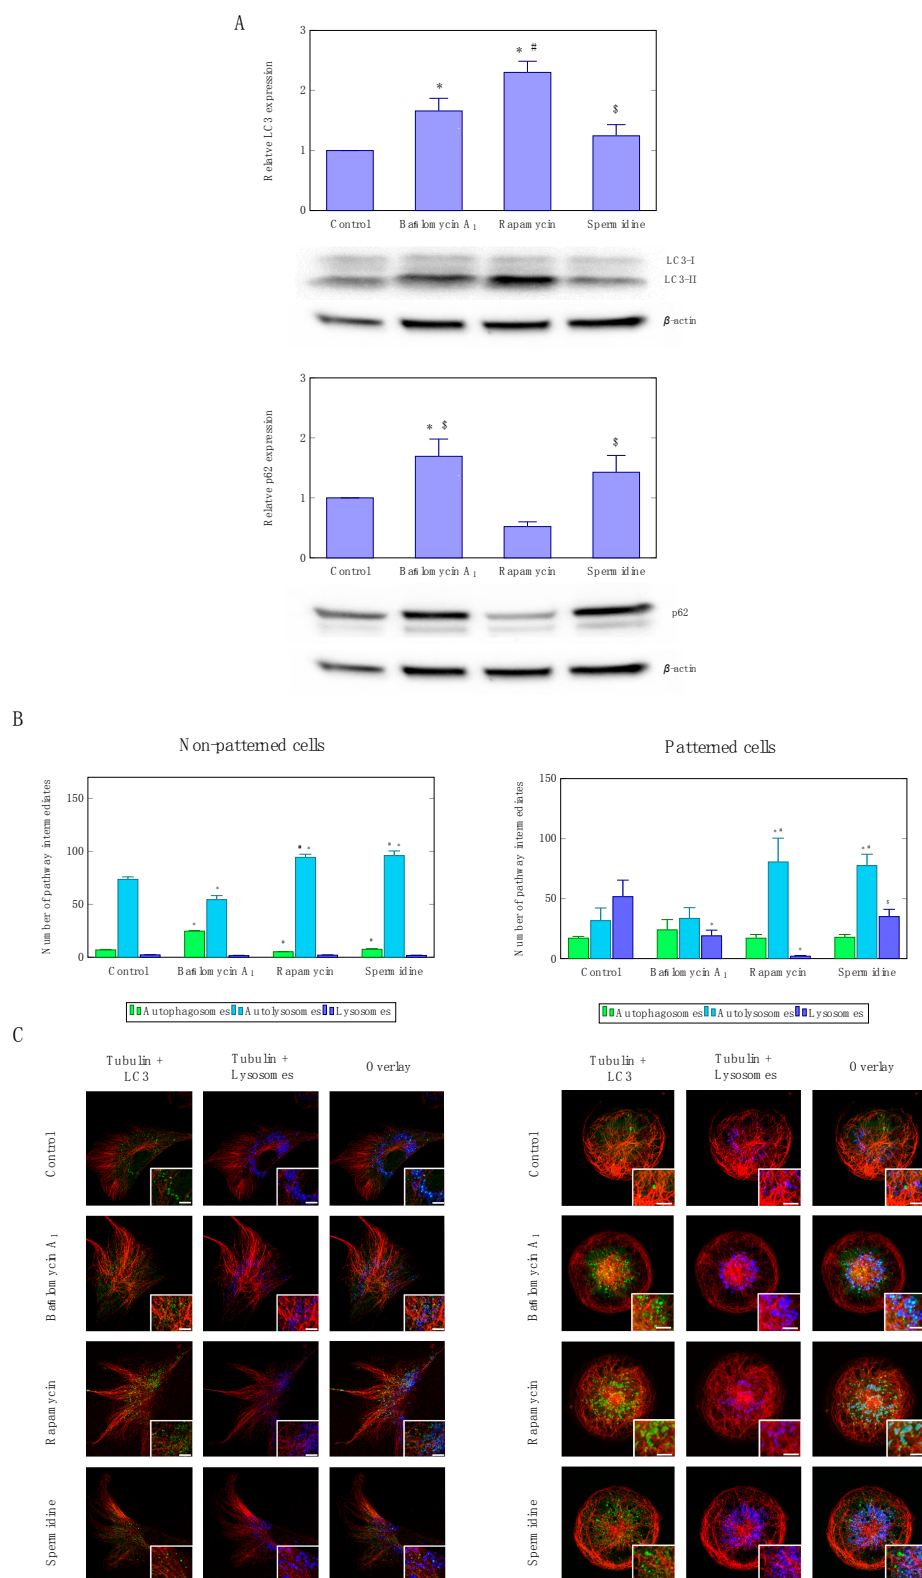 A
3
2
1
0
Relative LC3 expression
*
* #
$
Control
Bafilomycin A1
Rapamycin
Spermidine
LC3-I
LC3-II
β-actin
3
2
1
0
Relative p62 expression
* $
$
Control
Bafilomycin A1
Rapamycin
Spermidine
p62
β-actin
B
Non-patterned cells
Number of pathway intermediates
150
100
50
0
*
*
#
# *
#
# *
Control
Bafilomycin A1
Rapamycin
Spermidine
Autophagosomes Autolysosomes Lysosomes
Patterned cells
Number of pathway intermediates
150
100
50
0
*
* #
*
* #
$
Control
Bafilomycin A1
Rapamycin
Spermidine
Autophagosomes Autolysosomes Lysosomes
C
Tubulin +
LC3
Tubulin +
Lysosomes
Overlay
Control
Bafilomycin A1
Rapamycin
Spermidine
Tubulin +
LC3
Tubulin +
Lysosomes
Overlay
Control
Bafilomycin A1
Rapamycin
Spermidine